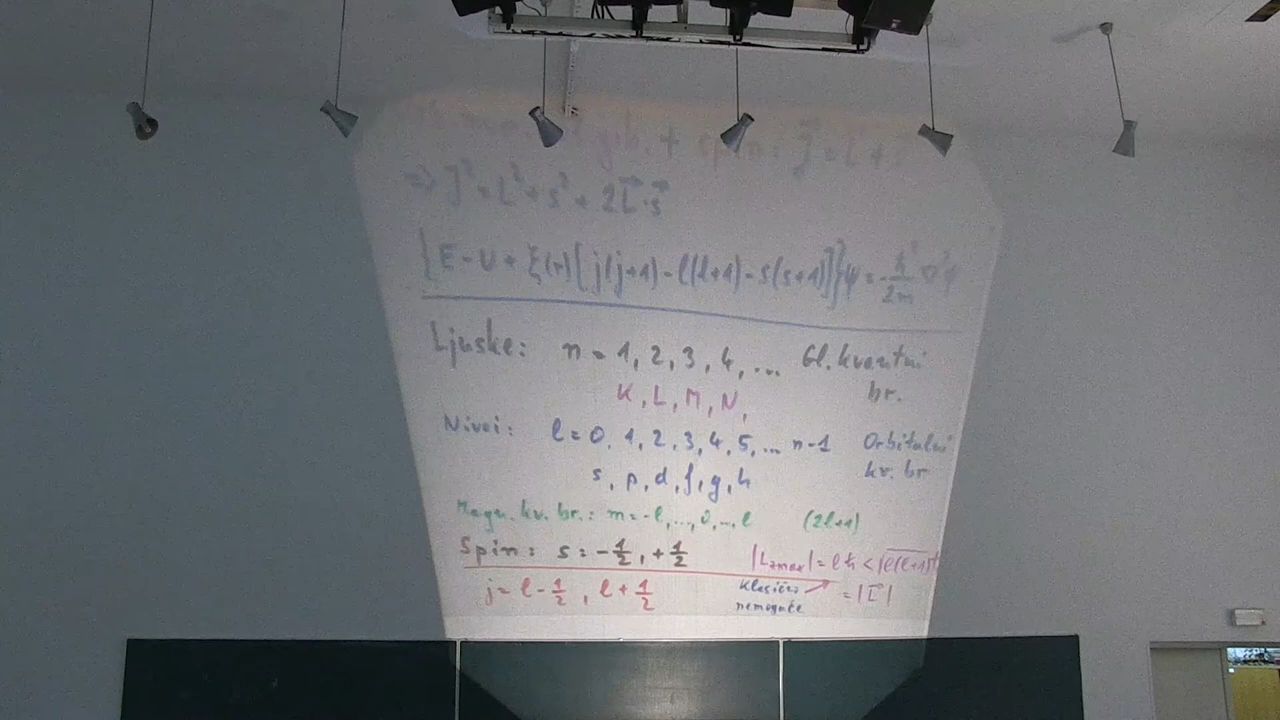 + spin: J = L +
=> J² = L² + s² + 2L⃗·s⃗
{E - U + ξ(r)[j(j+1) - l(l+1) - s(s+1)]}ψ = -ℏ²/2m ∇²ψ
Ljuske: n = 1, 2, 3, 4, ... Gl. kvantni br.
K, L, M, N,
Nivoi: l = 0, 1, 2, 3, 4, 5, ... n-1 Orbitalni kv. br
s, p, d, f, g, h
Magn. kv. br.: m = -l, ..., 0, ... l (2l+1)
Spin: s = -1/2, +1/2 |Lzmax| = lℏ < √l(l+1) ℏ
j = l - 1/2, l + 1/2 = |L⃗|
Klasično
nemoguće